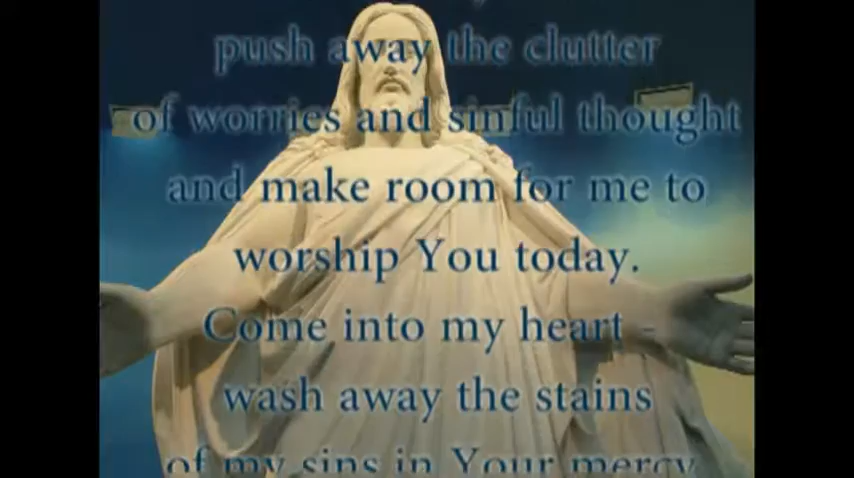 push away the clutter
of worries and sinful thought
and make room for me to
worship You today.
Come into my heart -
wash away the stains
of my sins in Your mercy